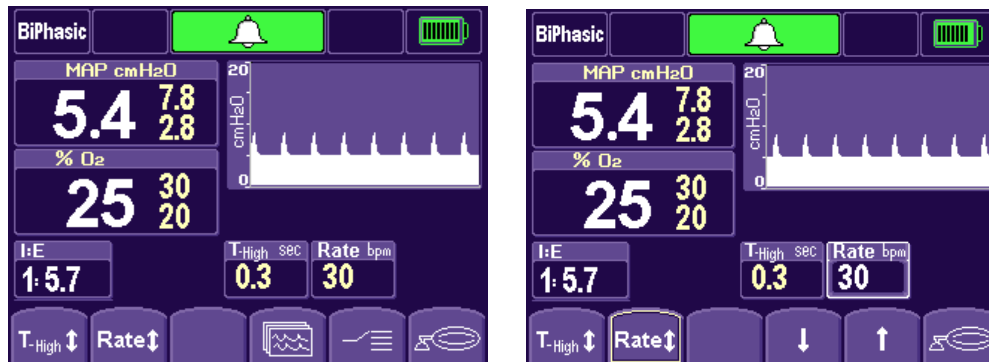 BiPhasic
MAP cmH2O
5.4 7.8
2.8
% O2
25 30
20
20
cmH2O
0
I:E
1:5.7
T-High sec
0.3
Rate bpm
30
T-High↕ Rate↕
BiPhasic
MAP cmH2O
5.4 7.8
2.8
% O2
25 30
20
20
cmH2O
0
I:E
1:5.7
T-High sec
0.3
Rate bpm
30
T-High↕ Rate↕ ↓ ↑